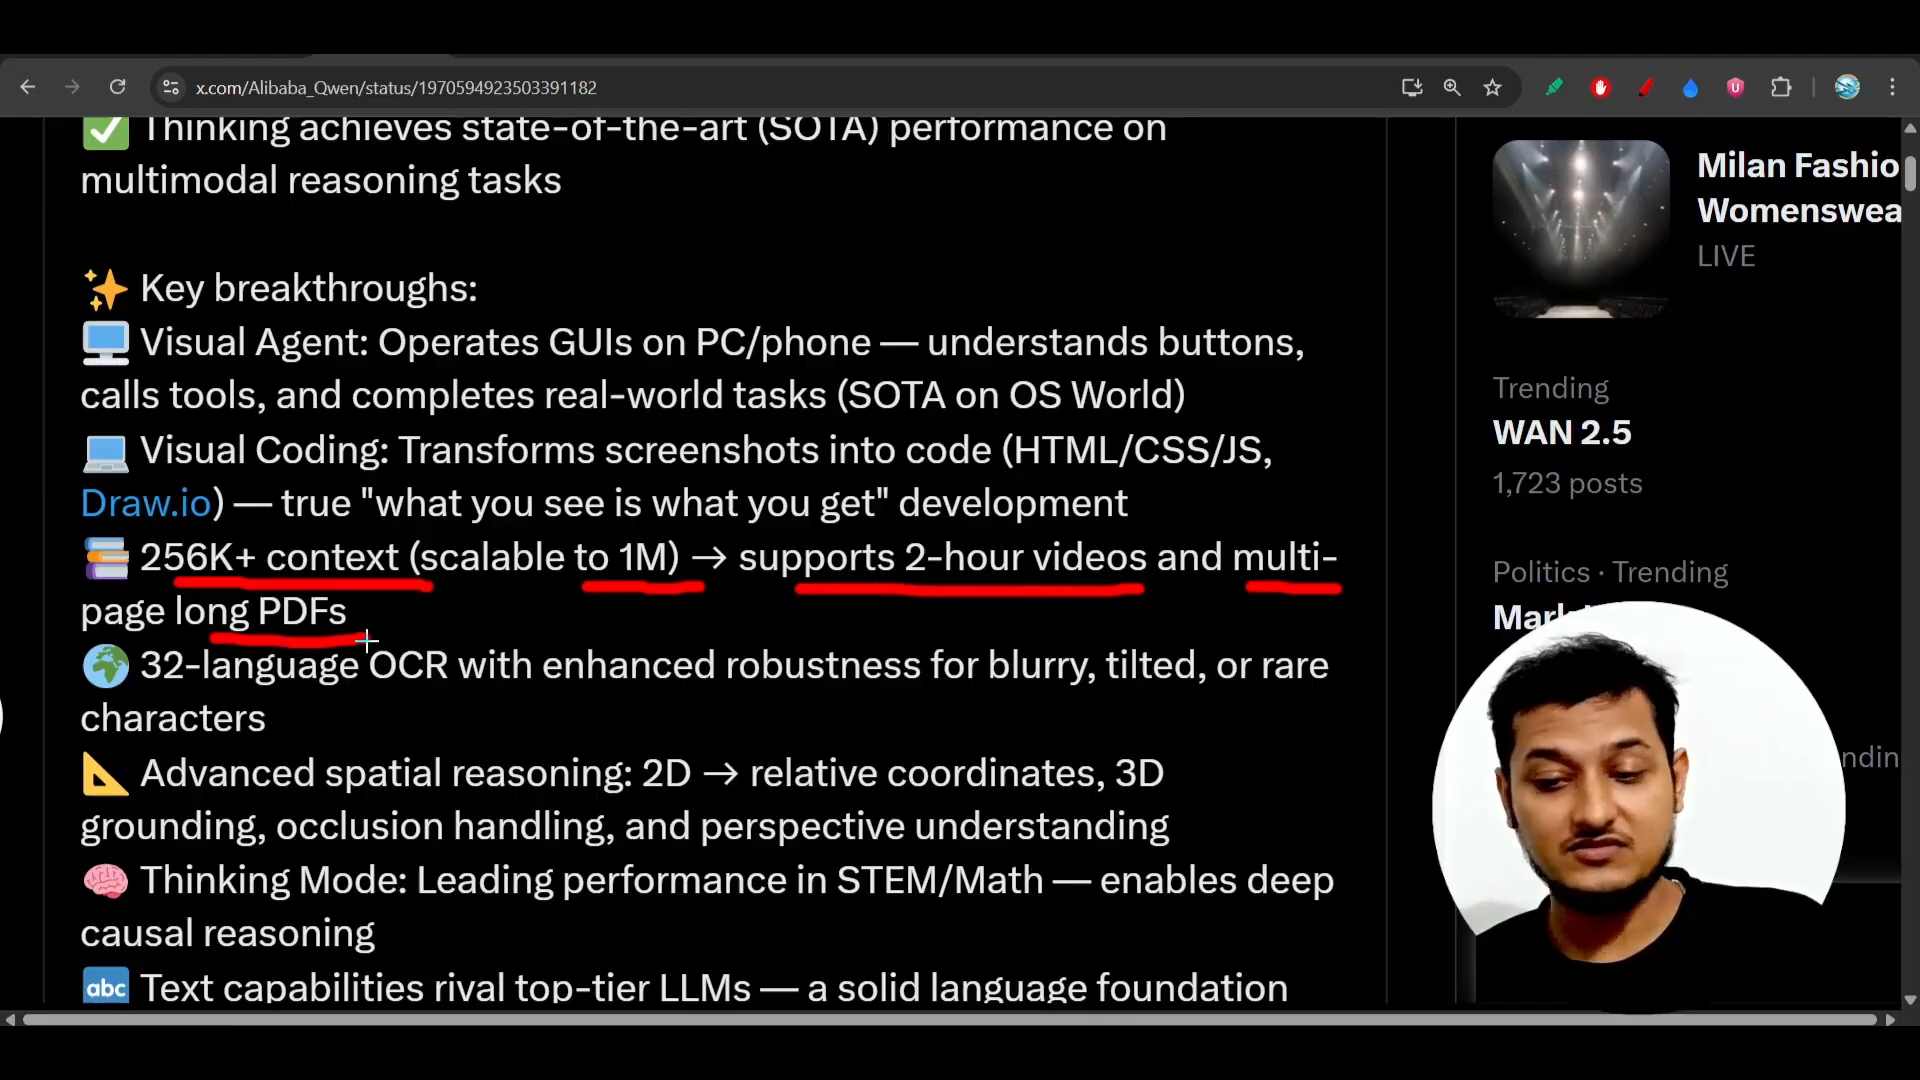 x.com/Alibaba_Qwen/status/1970594923503391182
✅ Thinking achieves state-of-the-art (SOTA) performance on
multimodal reasoning tasks
✨ Key breakthroughs:
🖥️ Visual Agent: Operates GUIs on PC/phone — understands buttons,
calls tools, and completes real-world tasks (SOTA on OS World)
💻 Visual Coding: Transforms screenshots into code (HTML/CSS/JS,
Draw.io) — true "what you see is what you get" development
📚 256K+ context (scalable to 1M) → supports 2-hour videos and multi-
page long PDFs
🌍 32-language OCR with enhanced robustness for blurry, tilted, or rare
characters
📐 Advanced spatial reasoning: 2D → relative coordinates, 3D
grounding, occlusion handling, and perspective understanding
🧠 Thinking Mode: Leading performance in STEM/Math — enables deep
causal reasoning
🔤 Text capabilities rival top-tier LLMs — a solid language foundation
Milan Fashio
Womenswea
LIVE
Trending
WAN 2.5
1,723 posts
Politics · Trending